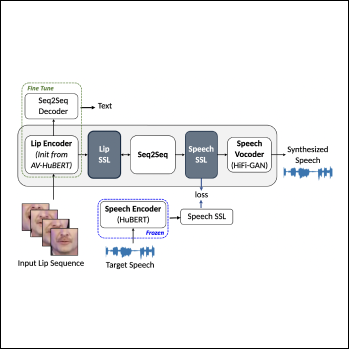 Fine Tune
Seq2Seq
Decoder
Text
Lip Encoder
(Init from
AV-HuBERT)
Lip
SSL
Seq2Seq
Speech
SSL
Speech
Vocoder
(HiFi-GAN)
Synthesized
Speech
loss
Speech Encoder
(HuBERT)
Frozen
Speech SSL
Input Lip Sequence
Target Speech